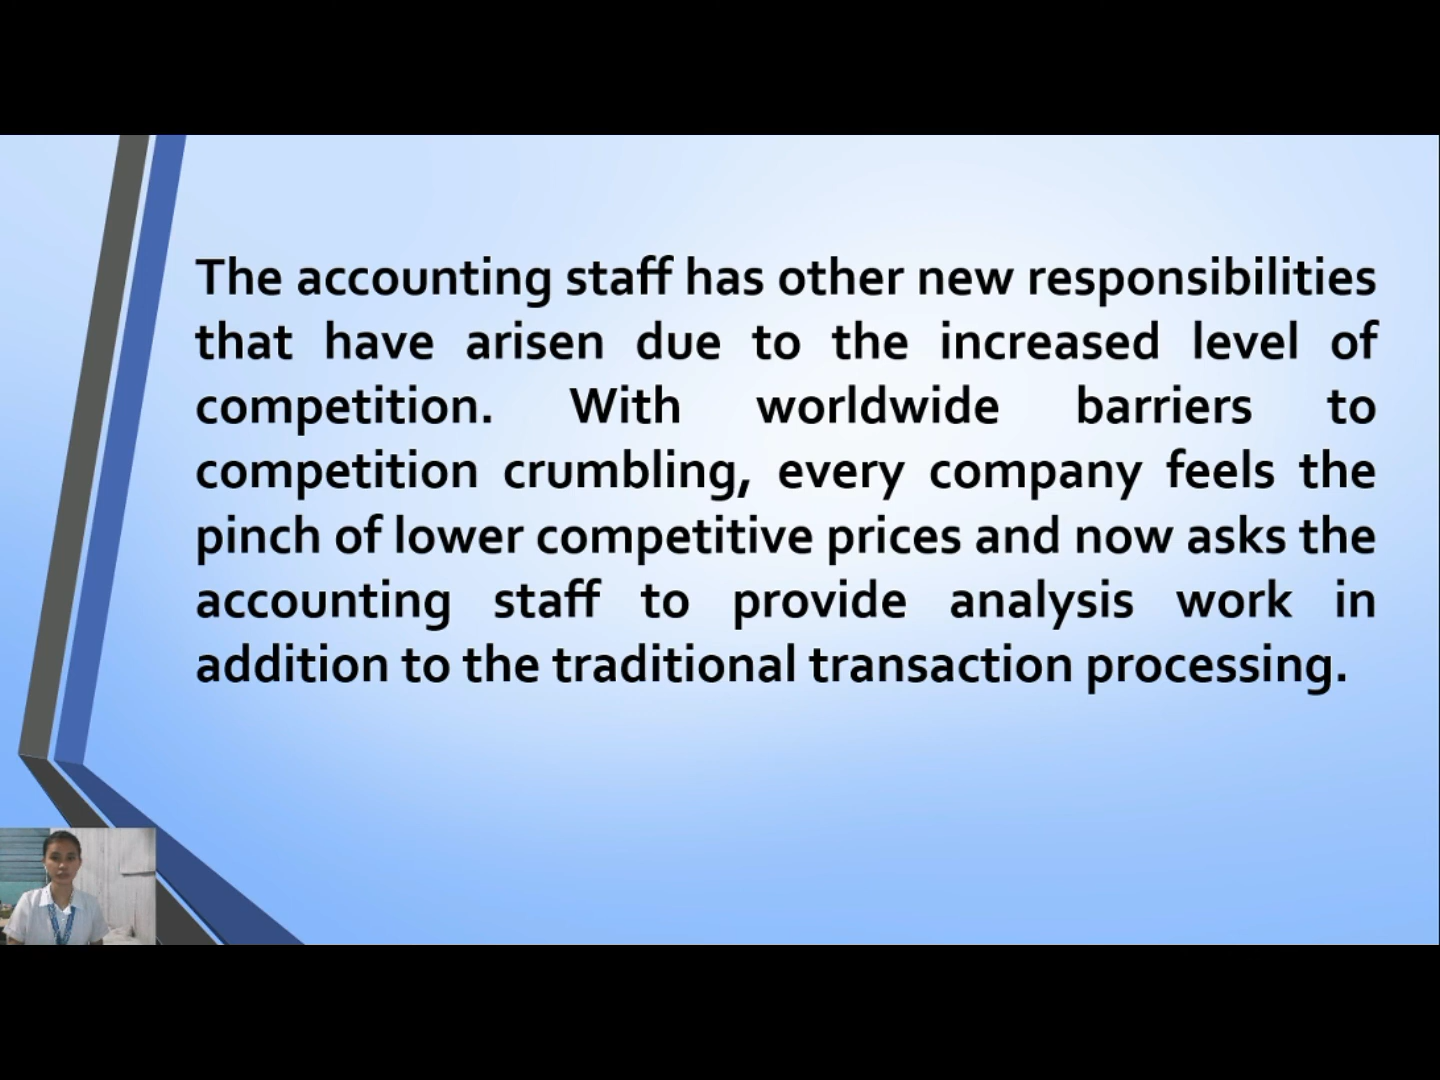 The accounting staff has other new responsibilities
that have arisen due to the increased level of
competition. With worldwide barriers to
competition crumbling, every company feels the
pinch of lower competitive prices and now asks the
accounting staff to provide analysis work in
addition to the traditional transaction processing.